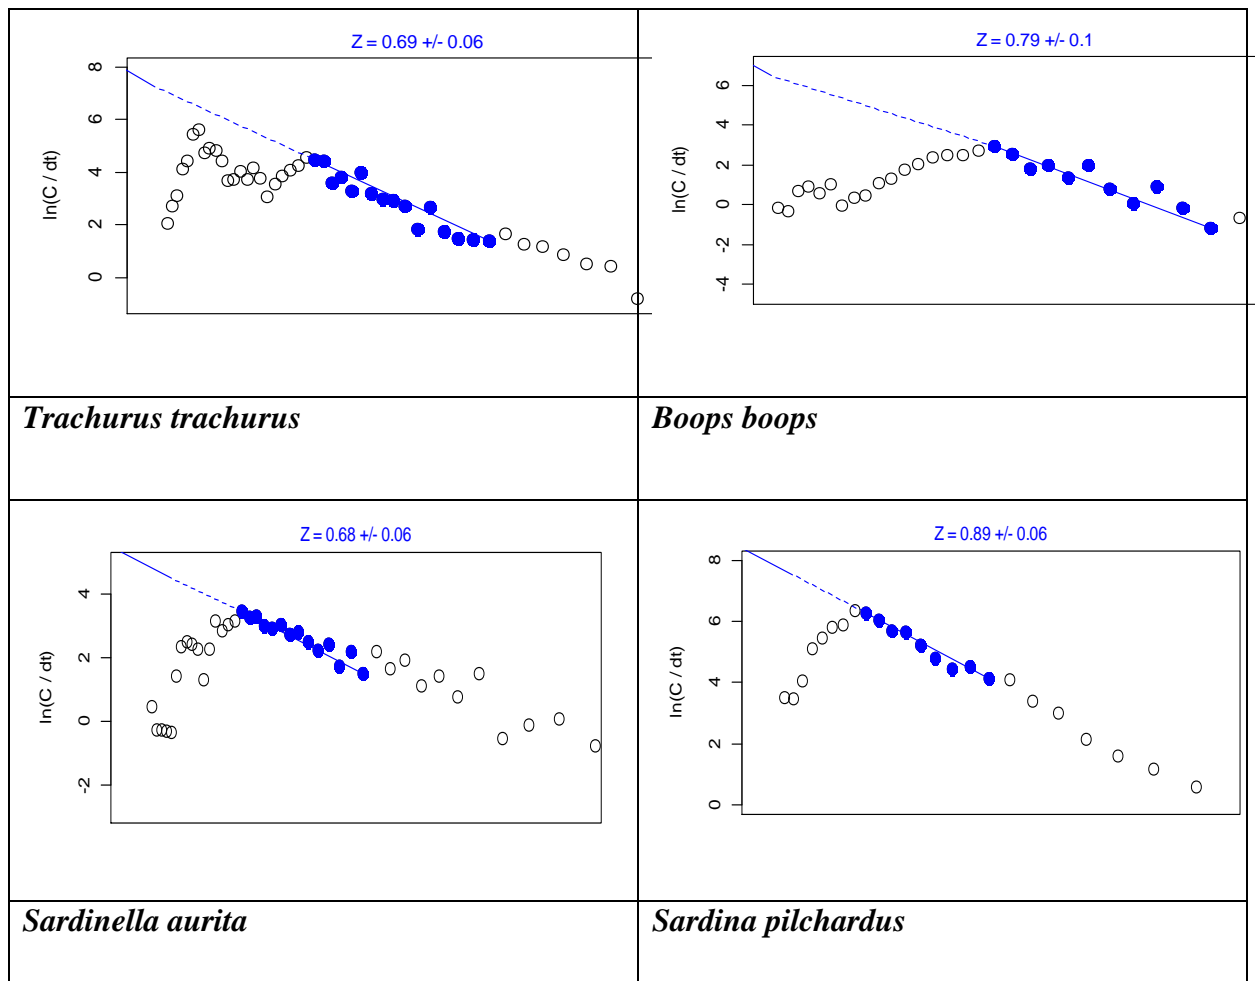 Z = 0.69 +/- 0.06
8
6
4
2
0
ln(C / dt)
Z = 0.79 +/- 0.1
6
4
2
0
-2
-4
ln(C / dt)
Trachurus trachurus
Boops boops
Z = 0.68 +/- 0.06
4
2
0
-2
ln(C / dt)
Z = 0.89 +/- 0.06
8
6
4
2
0
ln(C / dt)
Sardinella aurita
Sardina pilchardus